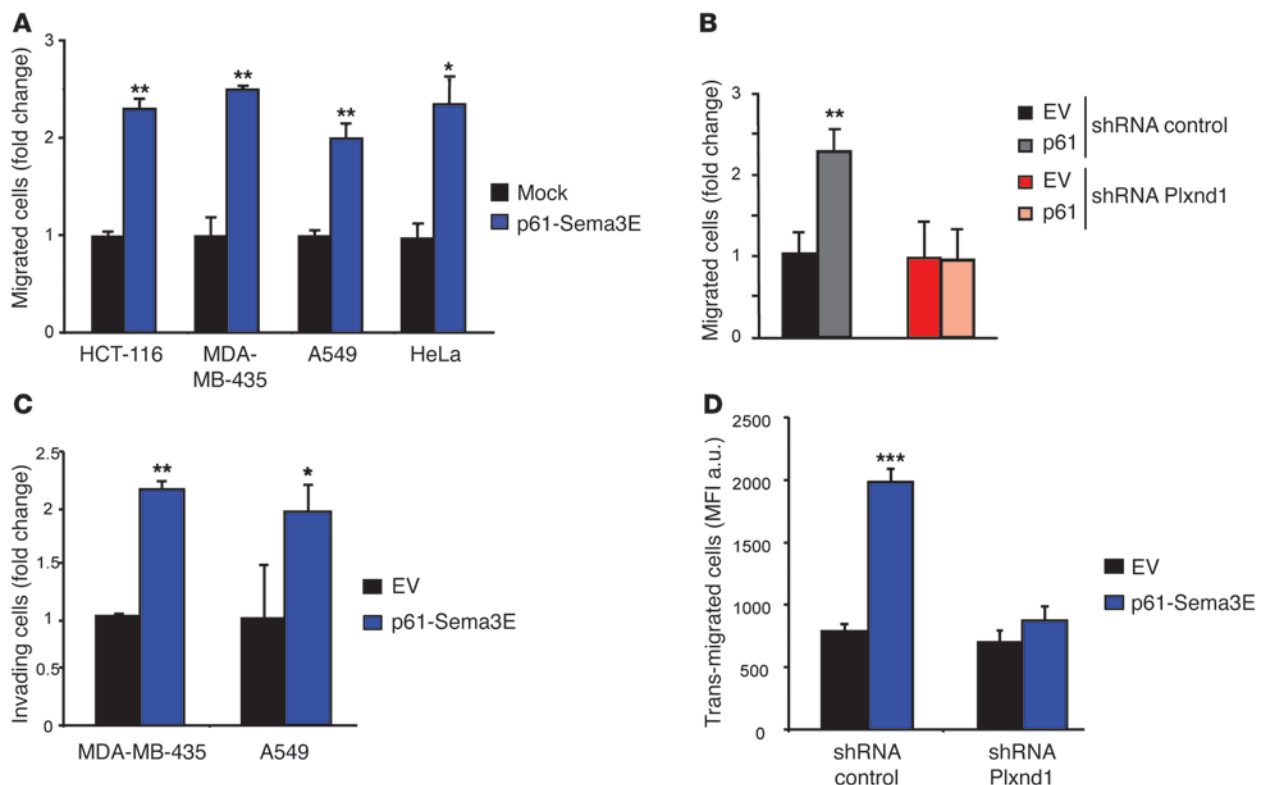 A
Migrated cells (fold change)
3
2
1
0
**
**
**
*
HCT-116
MDA-
MB-435
A549
HeLa
Mock
p61-Sema3E
B
Migrated cells (fold change)
3
2
1
0
**
EV
p61
shRNA control
EV
p61
shRNA Plxnd1
C
Invading cells (fold change)
2.5
2
1.5
1
0.5
0
**
*
MDA-MB-435
A549
EV
p61-Sema3E
D
Trans-migrated cells (MFI a.u.)
2500
2000
1500
1000
500
0
***
shRNA
control
shRNA
Plxnd1
EV
p61-Sema3E